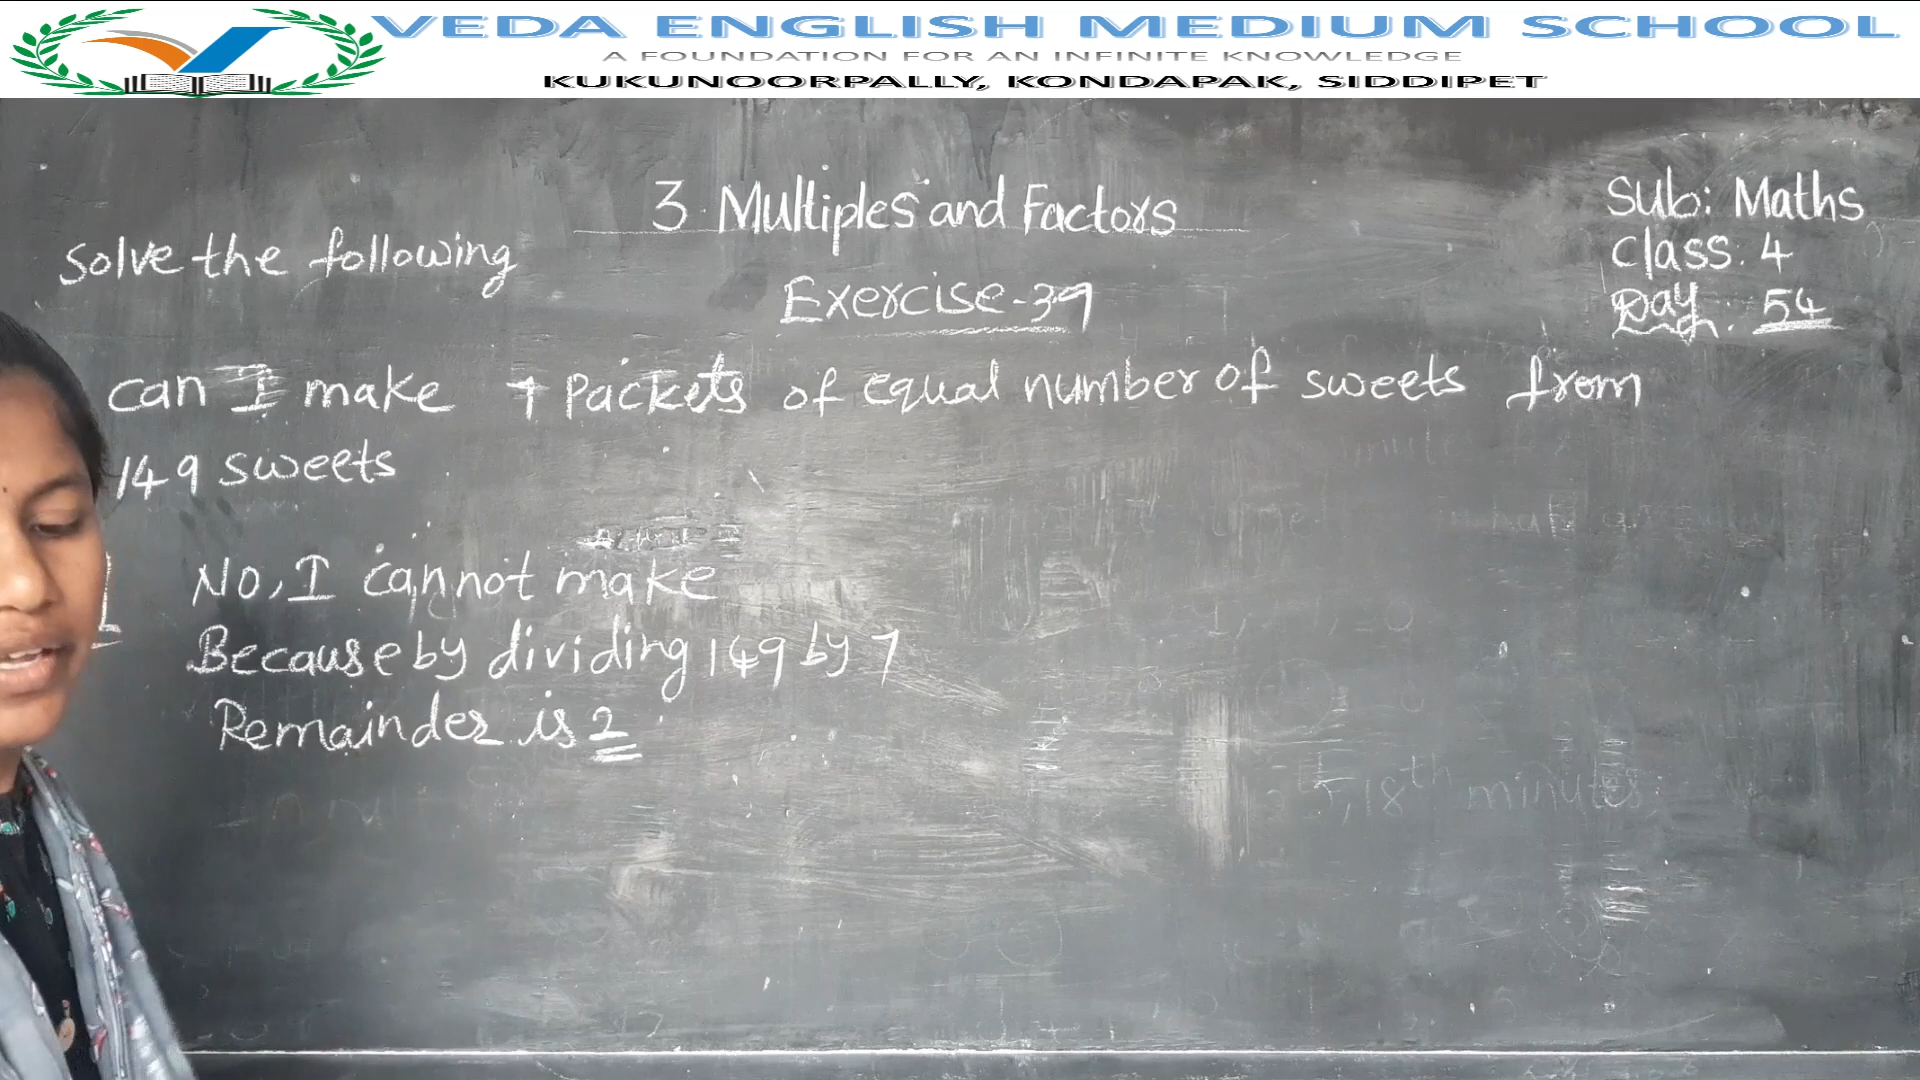 VEDA ENGLISH MEDIUM SCHOOL
A FOUNDATION FOR AN INFINITE KNOWLEDGE
KUKUNOORPALLY, KONDAPAK, SIDDIPET
3. Multiples and Factors
Sub: Maths
Class: 4
Day: 54
Solve the following
Exercise-39
can I make 7 Packets of equal number of sweets from
149 sweets
No, I cannot make
Because by dividing 149 by 7
Remainder is 2
18th minutes